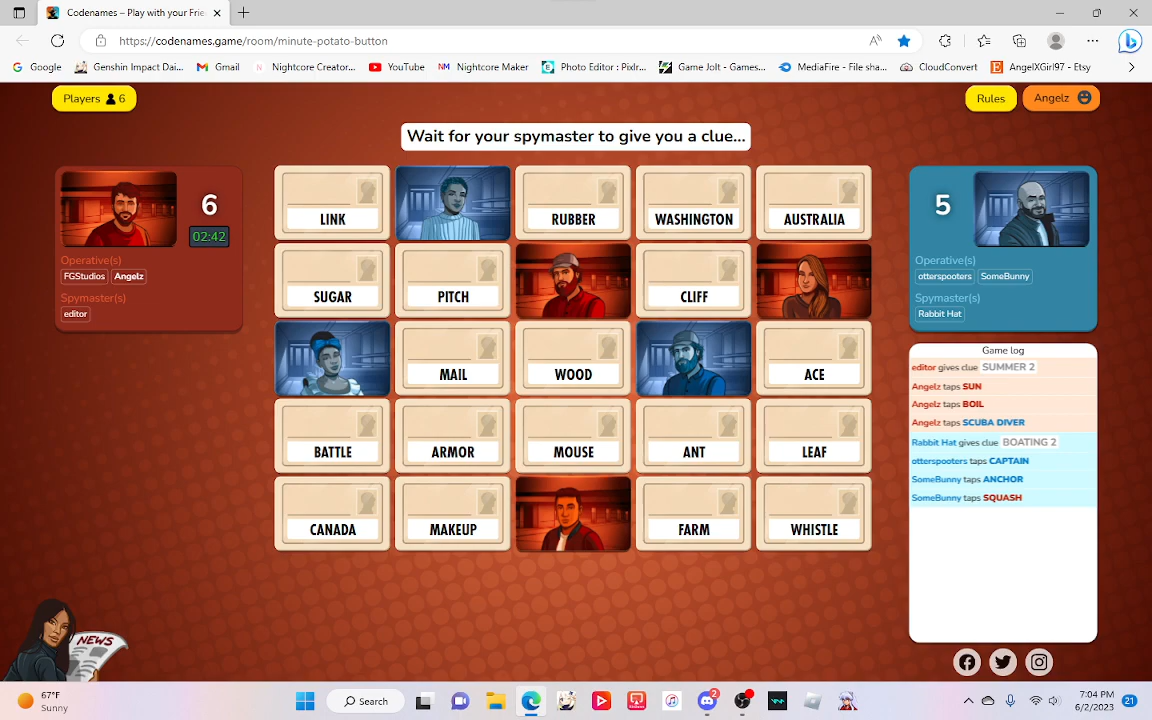 Codenames – Play with your Frie
https://codenames.game/room/minute-potato-button
Google
Genshin Impact Dai...
Gmail
Nightcore Creator...
YouTube
NM Nightcore Maker
Photo Editor : Pixlr...
Game Jolt - Games...
MediaFire - File sha...
CloudConvert
AngelXGirl97 - Etsy
Players 6
Rules
Angelz
Wait for your spymaster to give you a clue...
6
02:42
Operative(s)
FGStudios Angelz
Spymaster(s)
editor
LINK
RUBBER
WASHINGTON
AUSTRALIA
SUGAR
PITCH
CLIFF
MAIL
WOOD
ACE
BATTLE
ARMOR
MOUSE
ANT
LEAF
CANADA
MAKEUP
FARM
WHISTLE
5
Operative(s)
otterspooters SomeBunny
Spymaster(s)
Rabbit Hat
Game log
editor gives clue SUMMER 2
Angelz taps SUN
Angelz taps BOIL
Angelz taps SCUBA DIVER
Rabbit Hat gives clue BOATING 2
otterspooters taps CAPTAIN
SomeBunny taps ANCHOR
SomeBunny taps SQUASH
NEWS
67°F
Sunny
Search
2
7:04 PM
6/2/2023
21